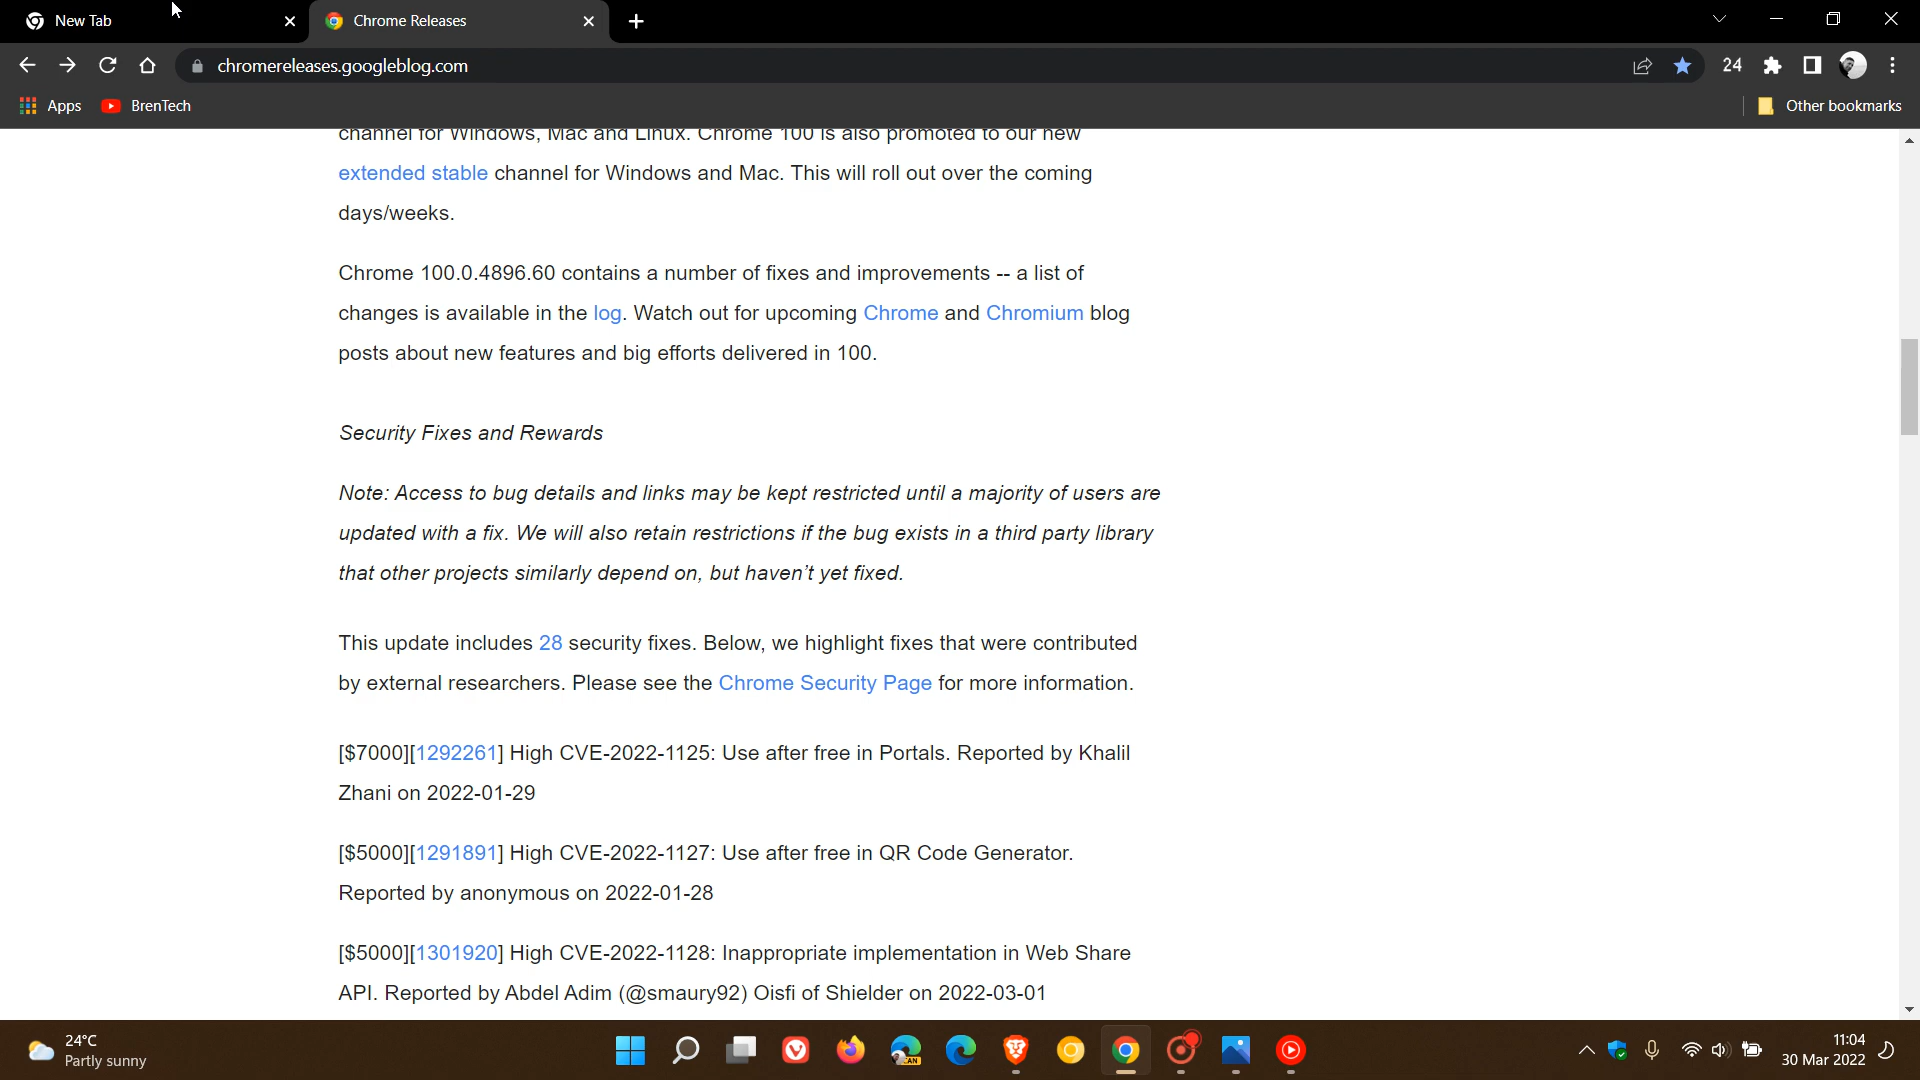 New Tab
Chrome Releases
chromereleases.googleblog.com
24
Apps
BrenTech
Other bookmarks
channel for Windows, Mac and Linux. Chrome 100 is also promoted to our new
extended stable channel for Windows and Mac. This will roll out over the coming
days/weeks.
Chrome 100.0.4896.60 contains a number of fixes and improvements -- a list of
changes is available in the log. Watch out for upcoming Chrome and Chromium blog
posts about new features and big efforts delivered in 100.
Security Fixes and Rewards
Note: Access to bug details and links may be kept restricted until a majority of users are
updated with a fix. We will also retain restrictions if the bug exists in a third party library
that other projects similarly depend on, but haven’t yet fixed.
This update includes 28 security fixes. Below, we highlight fixes that were contributed
by external researchers. Please see the Chrome Security Page for more information.
[$7000][1292261] High CVE-2022-1125: Use after free in Portals. Reported by Khalil
Zhani on 2022-01-29
[$5000][1291891] High CVE-2022-1127: Use after free in QR Code Generator.
Reported by anonymous on 2022-01-28
[$5000][1301920] High CVE-2022-1128: Inappropriate implementation in Web Share
API. Reported by Abdel Adim (@smaury92) Oisfi of Shielder on 2022-03-01
24°C
Partly sunny
CAN
11:04
30 Mar 2022